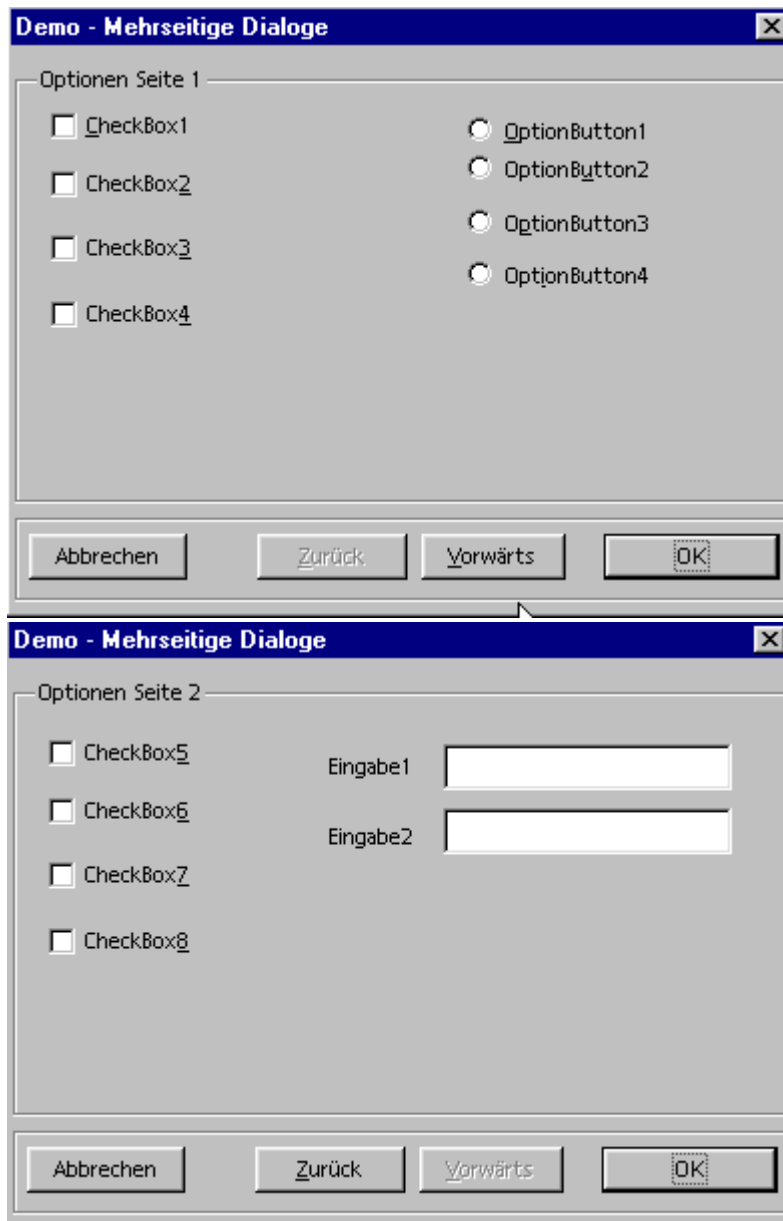 Demo - Mehrseitige Dialoge
Optionen Seite 1
CheckBox1
OptionButton1
CheckBox2
OptionButton2
CheckBox3
OptionButton3
CheckBox4
OptionButton4
Abbrechen Zurück Vorwärts OK
Demo - Mehrseitige Dialoge
Optionen Seite 2
CheckBox5
Eingabe1
CheckBox6
Eingabe2
CheckBox7
CheckBox8
Abbrechen Zurück Vorwärts OK